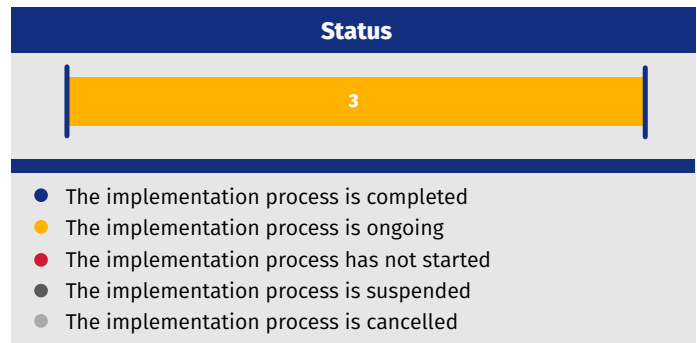 Status
3
The implementation process is completed
The implementation process is ongoing
The implementation process has not started
The implementation process is suspended
The implementation process is cancelled